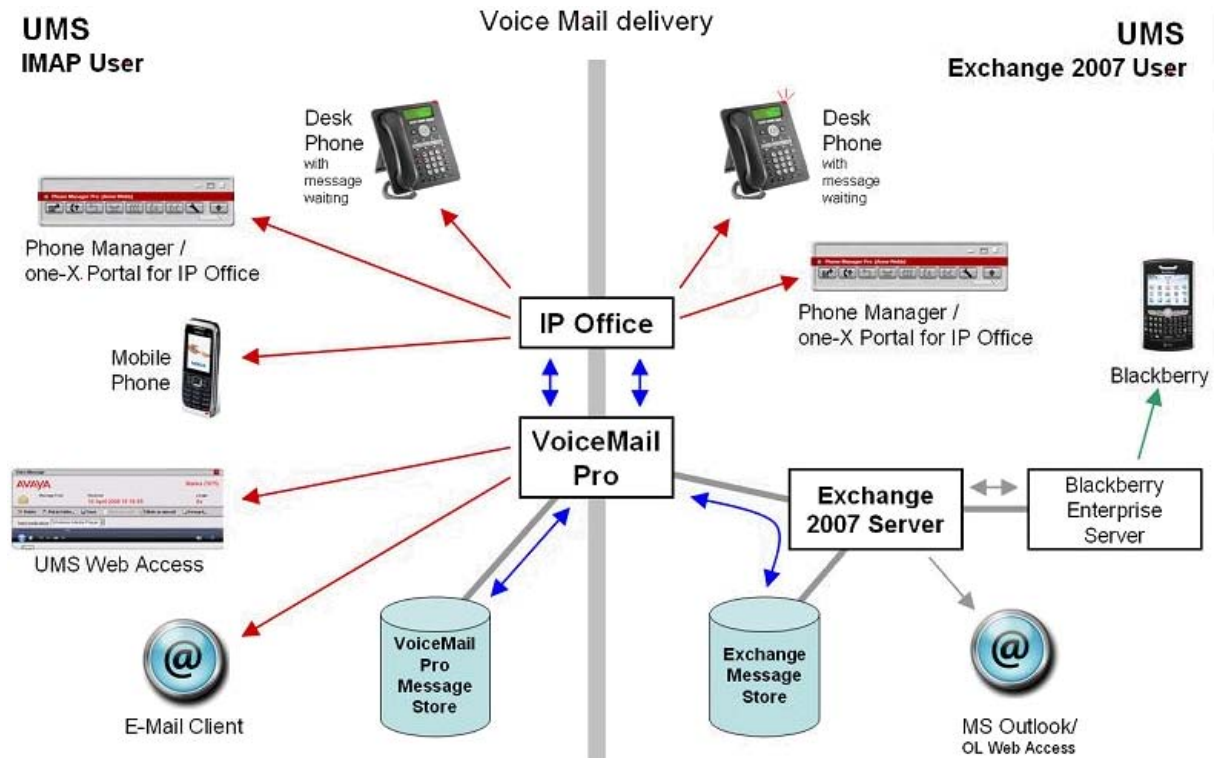 Voice Mail delivery
UMS
IMAP User
UMS
Exchange 2007 User
Desk
Phone
with
message
waiting
Desk
Phone
with
message
waiting
Phone Manager /
one-X Portal for IP Office
Phone Manager /
one-X Portal for IP Office
IP Office
Mobile
Phone
Blackberry
VoiceMail
Pro
AVAYA
UMS Web Access
Exchange
2007 Server
Blackberry
Enterprise
Server
VoiceMail
Pro
Message
Store
Exchange
Message
Store
@
E-Mail Client
@
MS Outlook/
OL Web Access